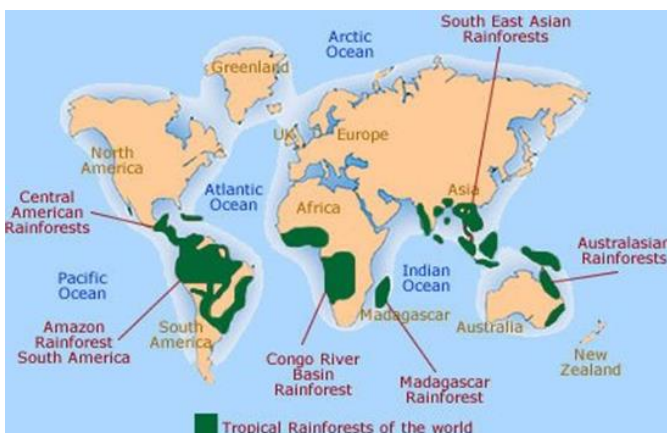 South East Asian
Rainforests
Arctic
Ocean
Greenland
UK
Europe
North
America
Atlantic
Ocean
Asia
Central
American
Rainforests
Africa
Australasian
Rainforests
Pacific
Ocean
Indian
Ocean
Madagascar
Australia
Amazon
Rainforest
South America
South
America
Congo River
Basin
Rainforest
Madagascar
Rainforest
New
Zealand
Tropical Rainforests of the world